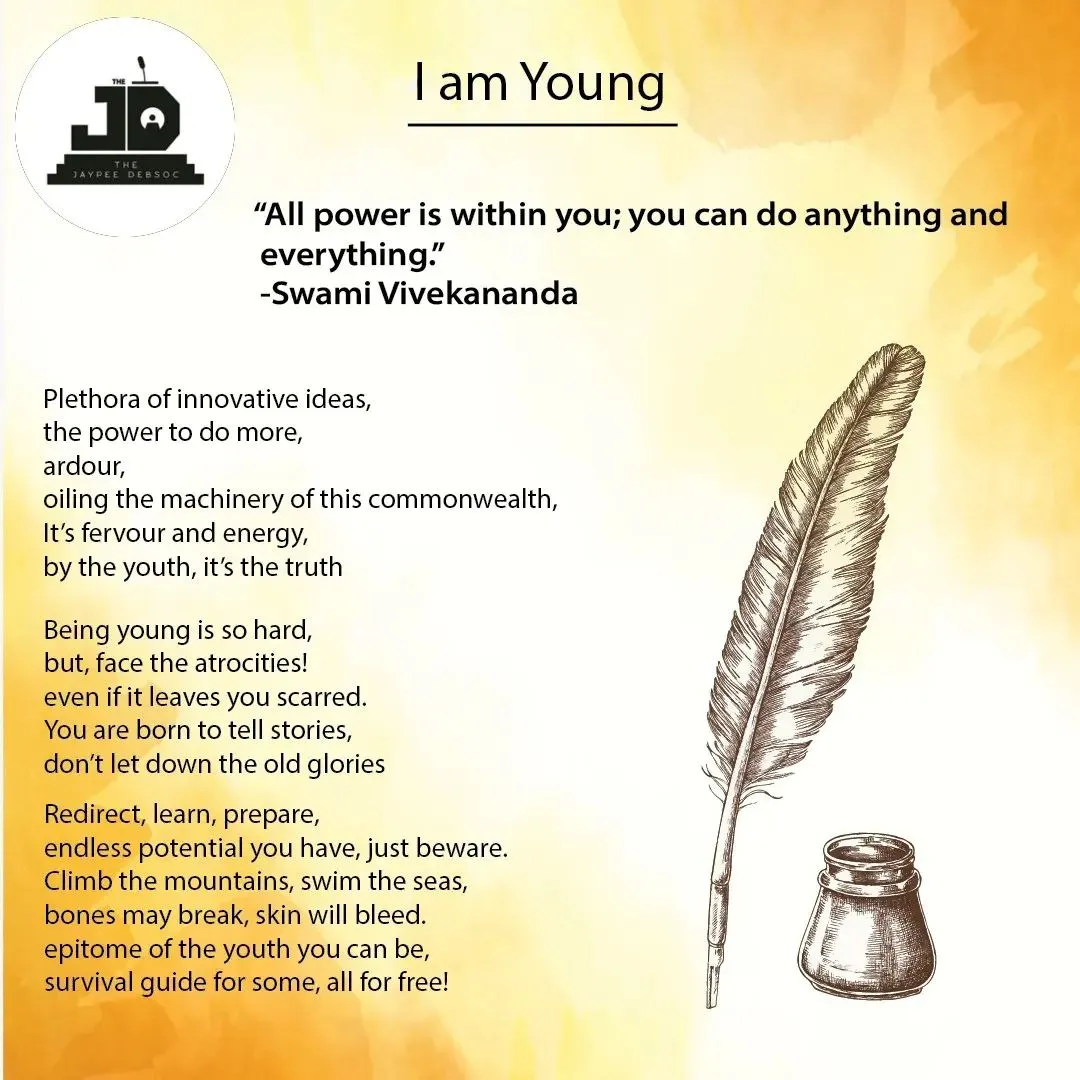 THE
JD
THE
JAYPEE DEBSOC
I am Young
“All power is within you; you can do anything and
everything.”
-Swami Vivekananda
Plethora of innovative ideas,
the power to do more,
ardour,
oiling the machinery of this commonwealth,
It’s fervour and energy,
by the youth, it’s the truth
Being young is so hard,
but, face the atrocities!
even if it leaves you scarred.
You are born to tell stories,
don’t let down the old glories
Redirect, learn, prepare,
endless potential you have, just beware.
Climb the mountains, swim the seas,
bones may break, skin will bleed.
epitome of the youth you can be,
survival guide for some, all for free!